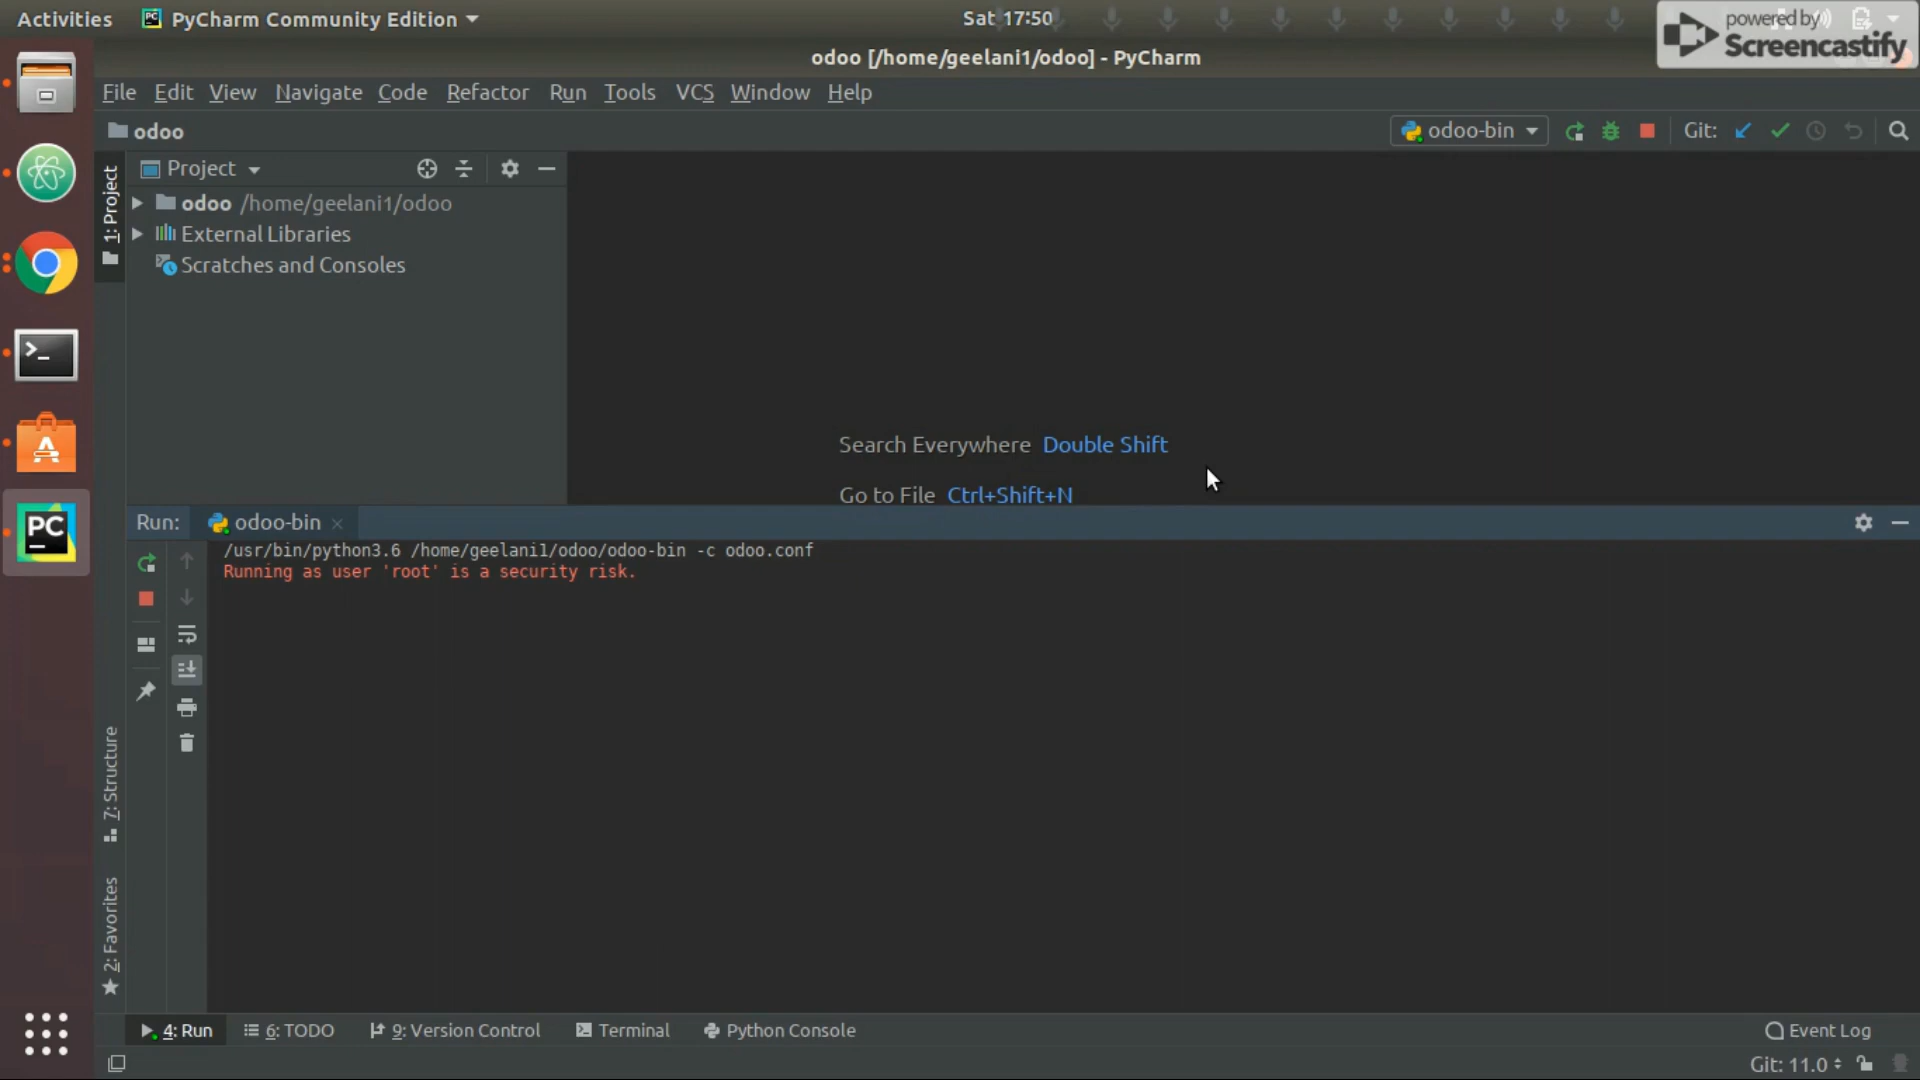 Activities
PyCharm Community Edition
Sat 17:50
powered by
Screencastify
odoo [/home/geelani1/odoo] - PyCharm
File Edit View Navigate Code Refactor Run Tools VCS Window Help
odoo
odoo-bin
Git:
1: Project
Project
odoo /home/geelani1/odoo
External Libraries
Scratches and Consoles
Search Everywhere Double Shift
Go to File Ctrl+Shift+N
Run:
odoo-bin
/usr/bin/python3.6 /home/geelani1/odoo/odoo-bin -c odoo.conf
Running as user 'root' is a security risk.
7: Structure
2: Favorites
4: Run
6: TODO
9: Version Control
Terminal
Python Console
Event Log
Git: 11.0
PC